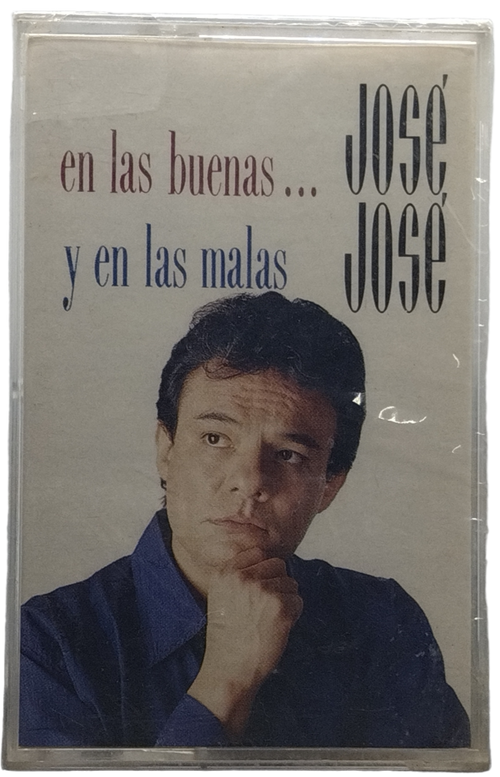 en las buenas...
y en las malas
JOSÉ
JOSÉ